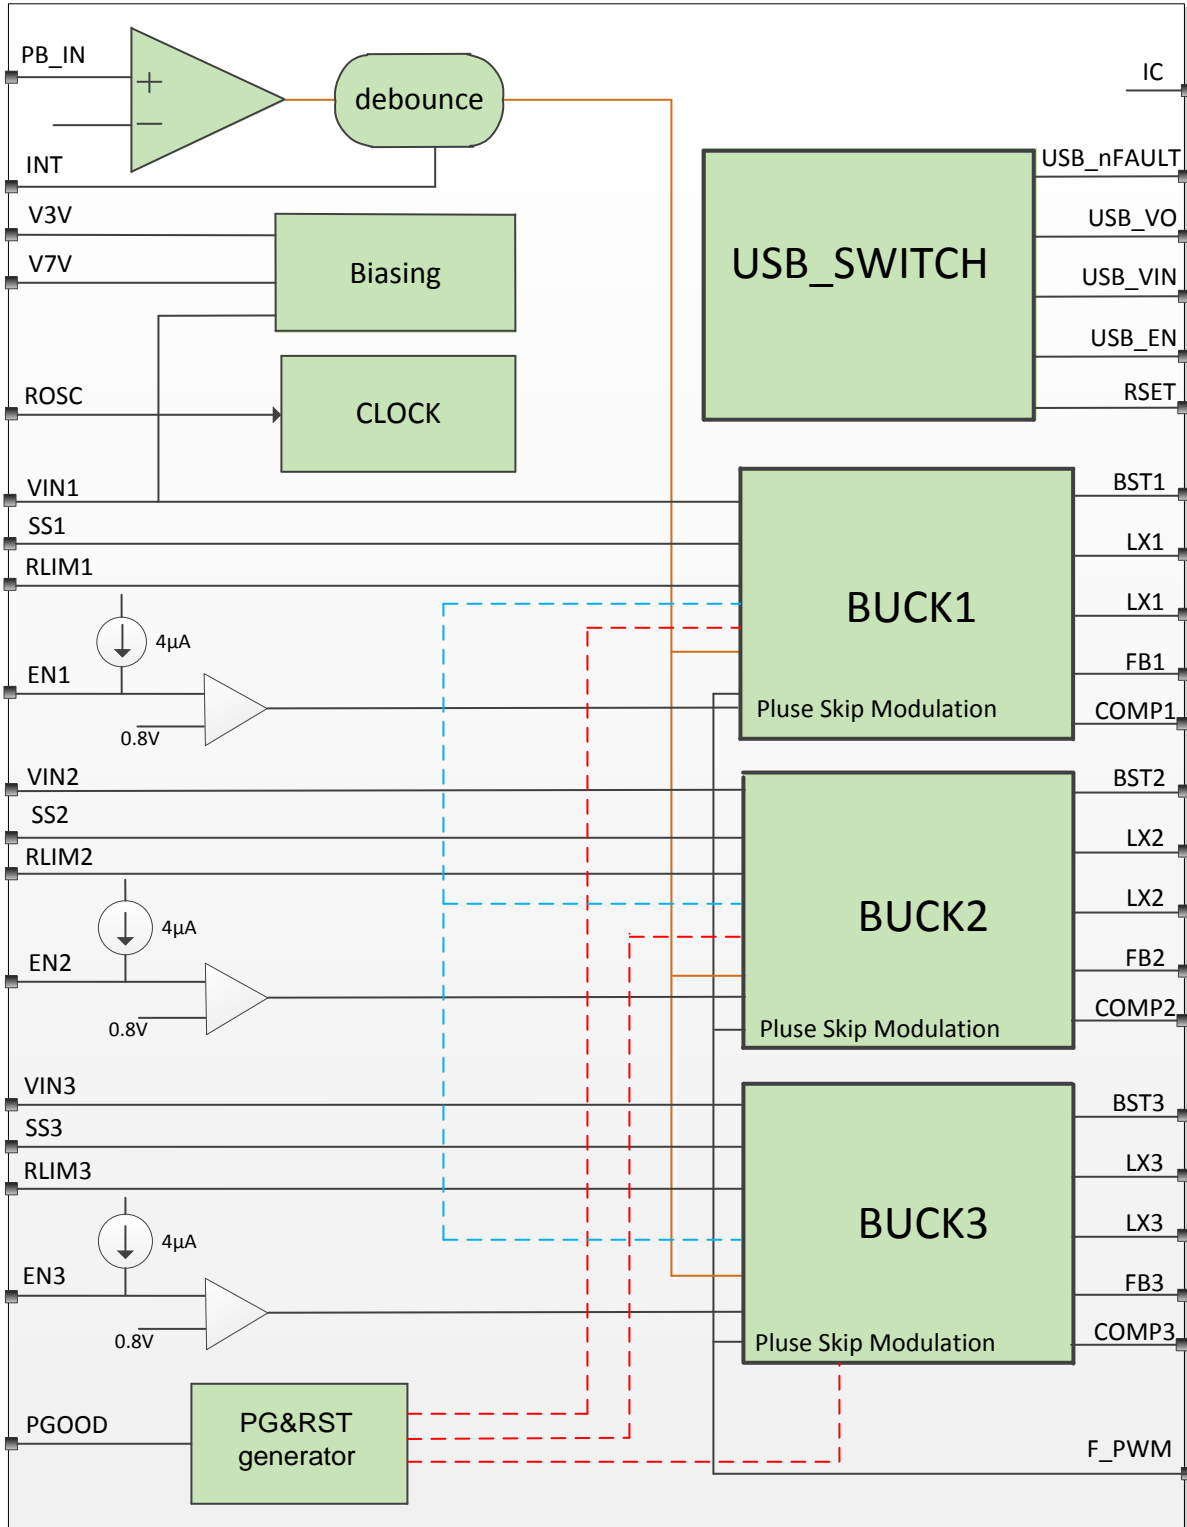 PB_IN
+
−
debounce
IC
INT
USB_nFAULT
V3V
USB_VO
V7V
Biasing
USB_SWITCH
USB_VIN
USB_EN
ROSC
CLOCK
RSET
VIN1
BST1
SS1
LX1
RLIM1
BUCK1
LX1
4µA
EN1
FB1
0.8V
Pluse Skip Modulation
COMP1
VIN2
BST2
SS2
LX2
RLIM2
BUCK2
LX2
4µA
EN2
FB2
0.8V
Pluse Skip Modulation
COMP2
VIN3
BST3
SS3
LX3
RLIM3
BUCK3
LX3
4µA
EN3
FB3
0.8V
Pluse Skip Modulation
COMP3
PGOOD
PG&RST
generator
F_PWM